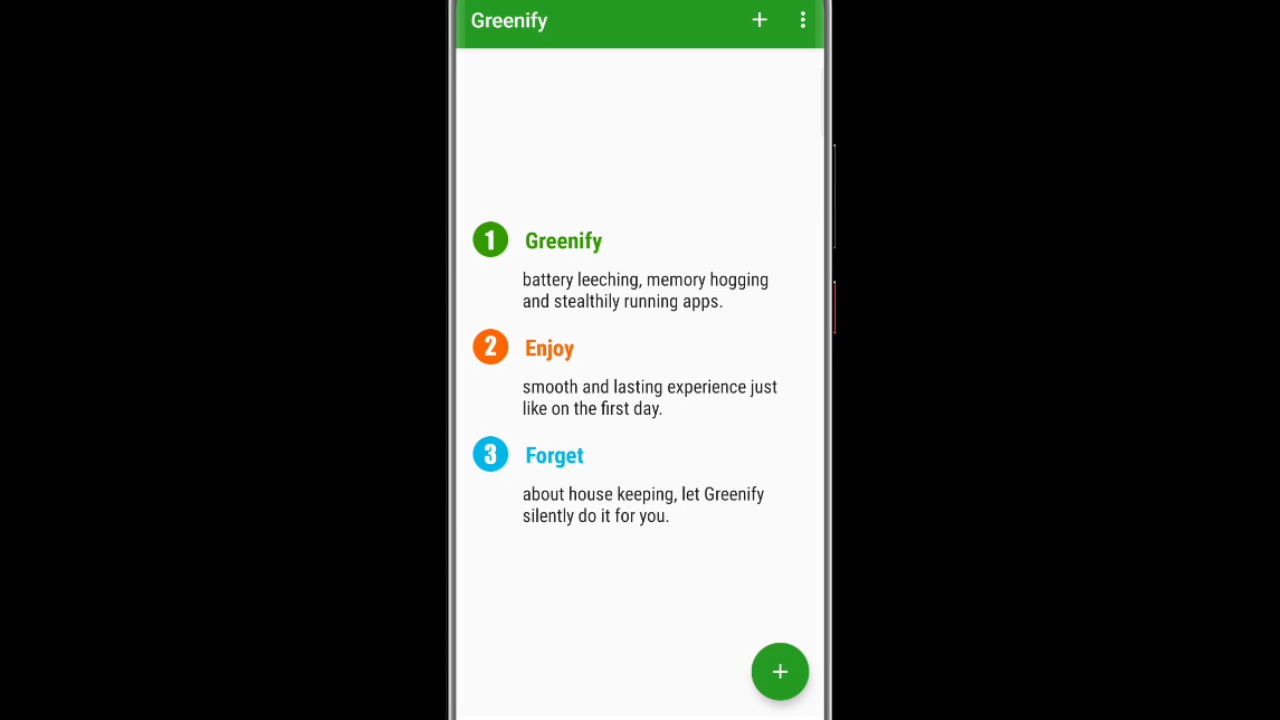 Greenify
1 Greenify
battery leeching, memory hogging
and stealthily running apps.
2 Enjoy
smooth and lasting experience just
like on the first day.
3 Forget
about house keeping, let Greenify
silently do it for you.